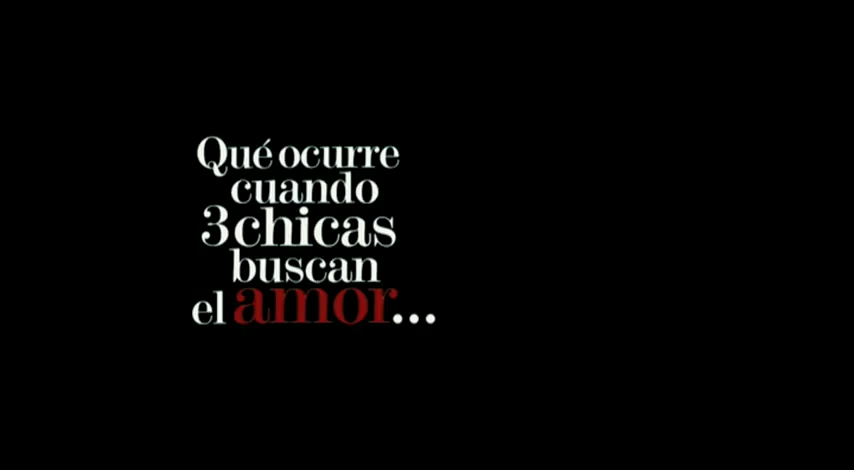 Qué ocurre
cuando
3 chicas
buscan
el amor...